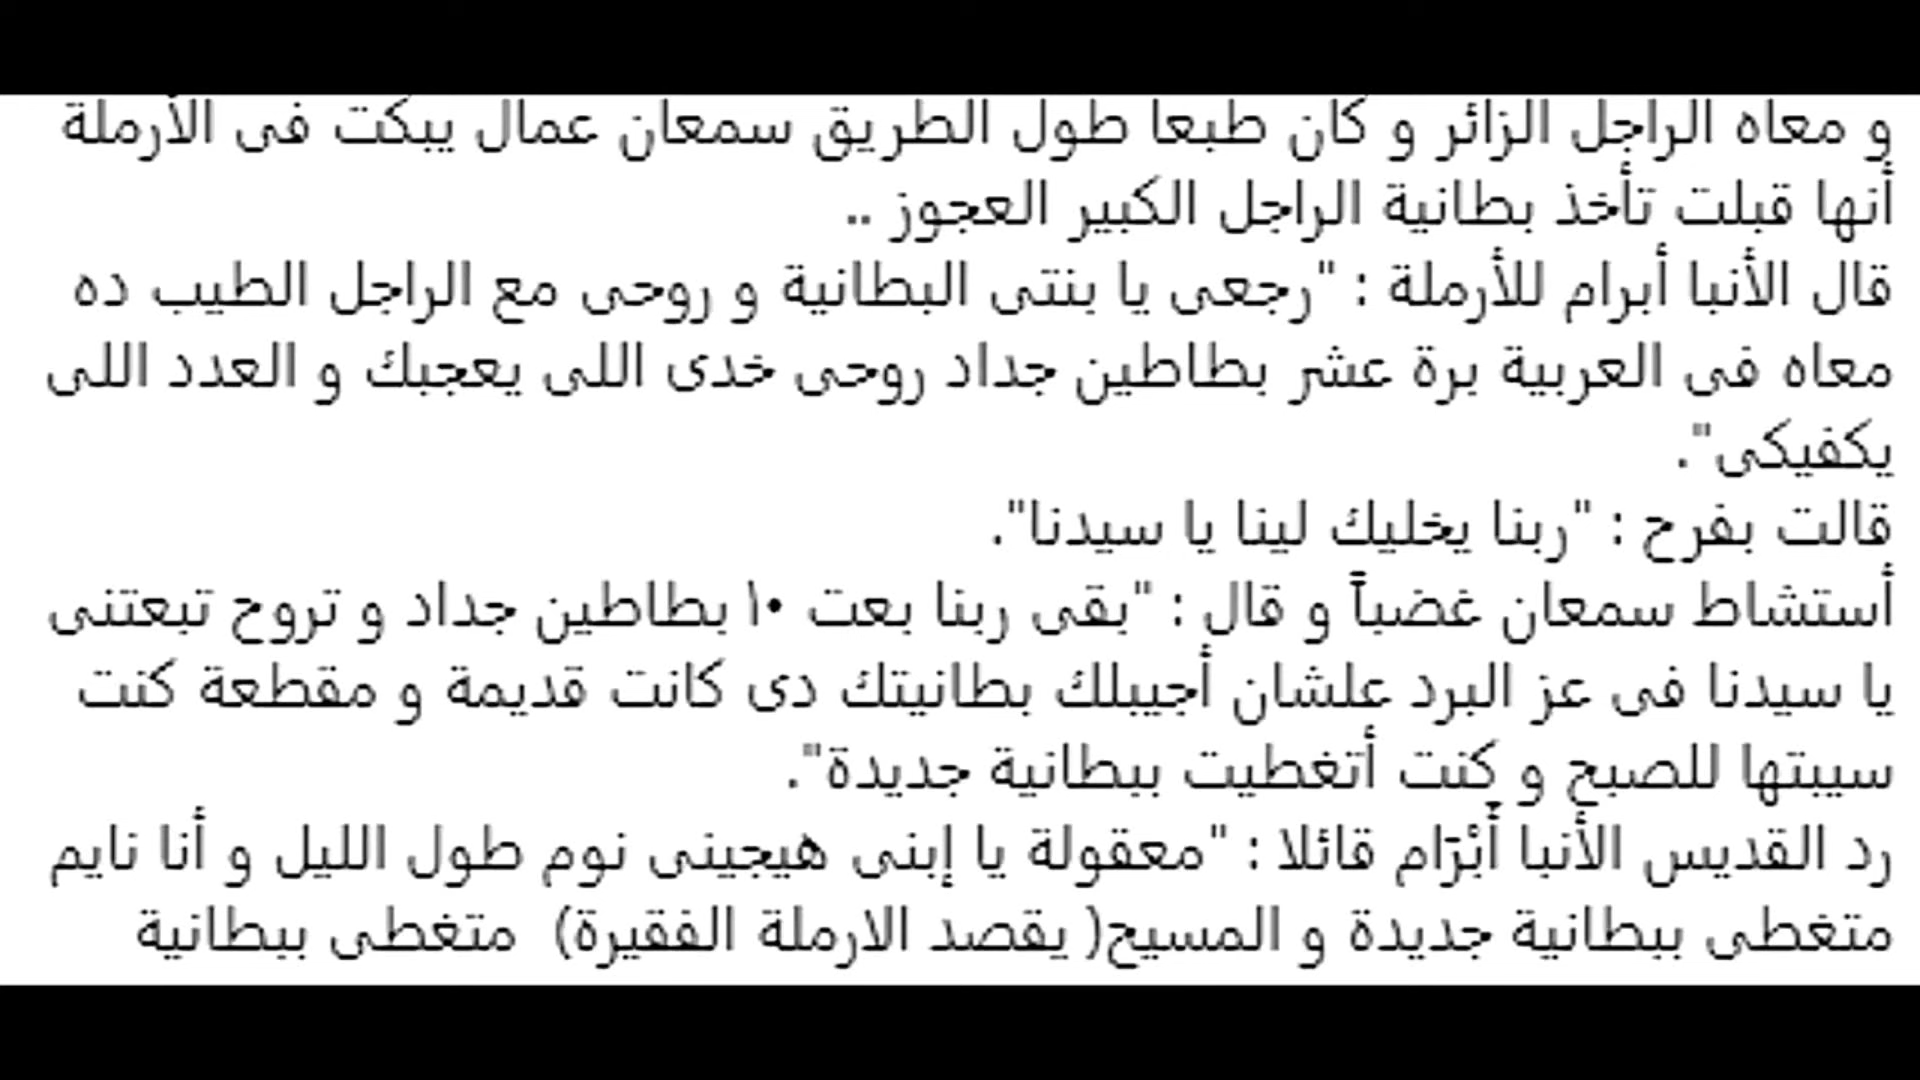 و معاه الراجل الزائر و كان طبعا طول الطريق سمعان عمال يبكت فى الأرملة
أنها قبلت تأخذ بطانية الراجل الكبير العجوز ..
قال الأنبا أبرام للأرملة : "رجعى يا بنتى البطانية و روحى مع الراجل الطيب ده
معاه فى العربية برة عشر بطاطين جداد روحى خدى اللى يعجبك و العدد اللى
يكفيكى".
قالت بفرح : "ربنا يخليك لينا يا سيدنا".
أستشاط سمعان غضباً و قال : "بقى ربنا بعت ١٠ بطاطين جداد و تروح تبعتنى
يا سيدنا فى عز البرد علشان أجيبلك بطانيتك دى كانت قديمة و مقطعة كنت
سيبتها للصبح و كنت أتغطيت ببطانية جديدة".
رد القديس الأنبا أَبْرَام قائلا : "معقولة يا إبنى هيجينى نوم طول الليل و أنا نايم
متغطى ببطانية جديدة و المسيح( يقصد الارملة الفقيرة)  متغطى ببطانية